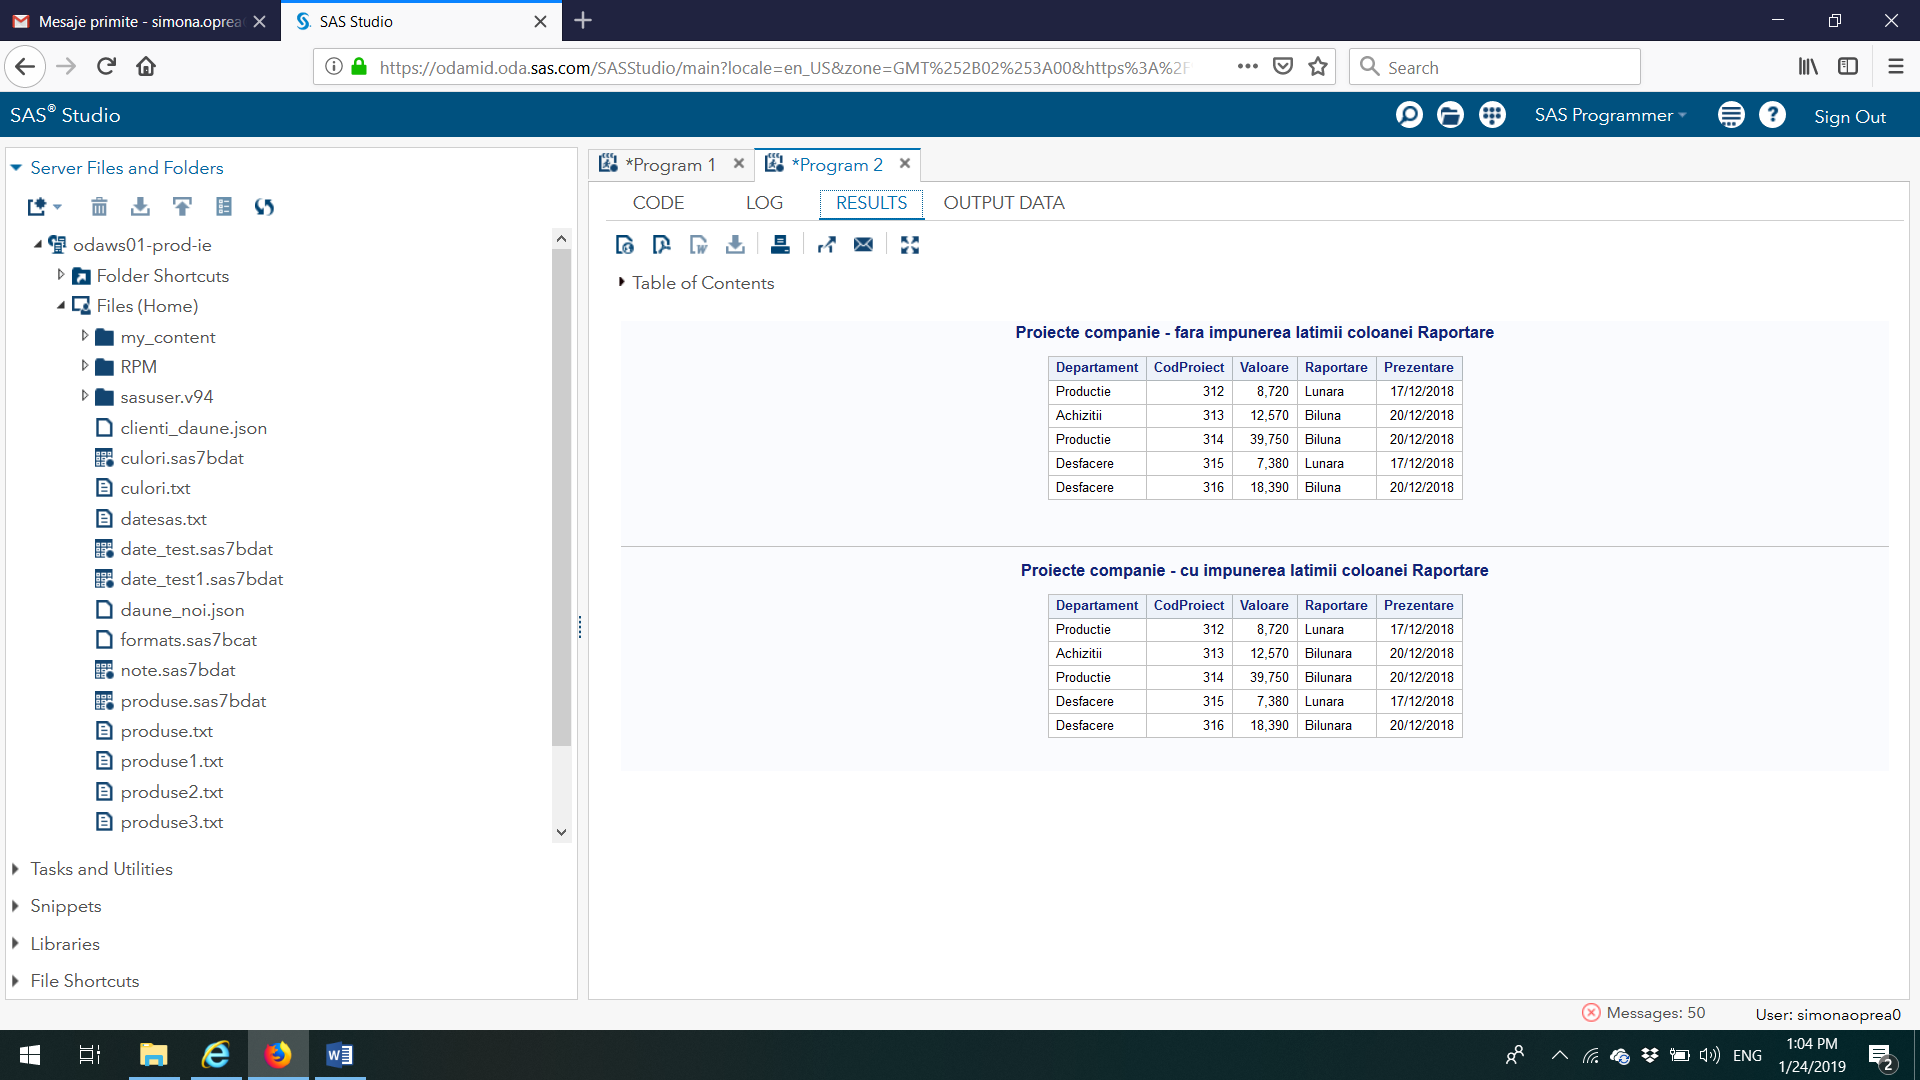 Mesaje primite - simona.oprea
SAS Studio
https://odamid.oda.sas.com/SASStudio/main?locale=en_US&zone=GMT%252B02%253A00&https%3A%2F
Search
SAS® Studio
SAS Programmer
Sign Out
Server Files and Folders
odaws01-prod-ie
Folder Shortcuts
Files (Home)
my_content
RPM
sasuser.v94
clienti_daune.json
culori.sas7bdat
culori.txt
datesas.txt
date_test.sas7bdat
date_test1.sas7bdat
daune_noi.json
formats.sas7bcat
note.sas7bdat
produse.sas7bdat
produse.txt
produse1.txt
produse2.txt
produse3.txt
Tasks and Utilities
Snippets
Libraries
File Shortcuts
*Program 1
*Program 2
CODE LOG RESULTS OUTPUT DATA
Table of Contents
Proiecte companie - fara impunerea latimii coloanei Raportare
Departament CodProiect Valoare Raportare Prezentare
Productie 312 8,720 Lunara 17/12/2018
Achizitii 313 12,570 Biluna 20/12/2018
Productie 314 39,750 Biluna 20/12/2018
Desfacere 315 7,380 Lunara 17/12/2018
Desfacere 316 18,390 Biluna 20/12/2018
Proiecte companie - cu impunerea latimii coloanei Raportare
Departament CodProiect Valoare Raportare Prezentare
Productie 312 8,720 Lunara 17/12/2018
Achizitii 313 12,570 Bilunara 20/12/2018
Productie 314 39,750 Bilunara 20/12/2018
Desfacere 315 7,380 Lunara 17/12/2018
Desfacere 316 18,390 Bilunara 20/12/2018
Messages: 50
User: simonaoprea0
ENG
1:04 PM
1/24/2019
2